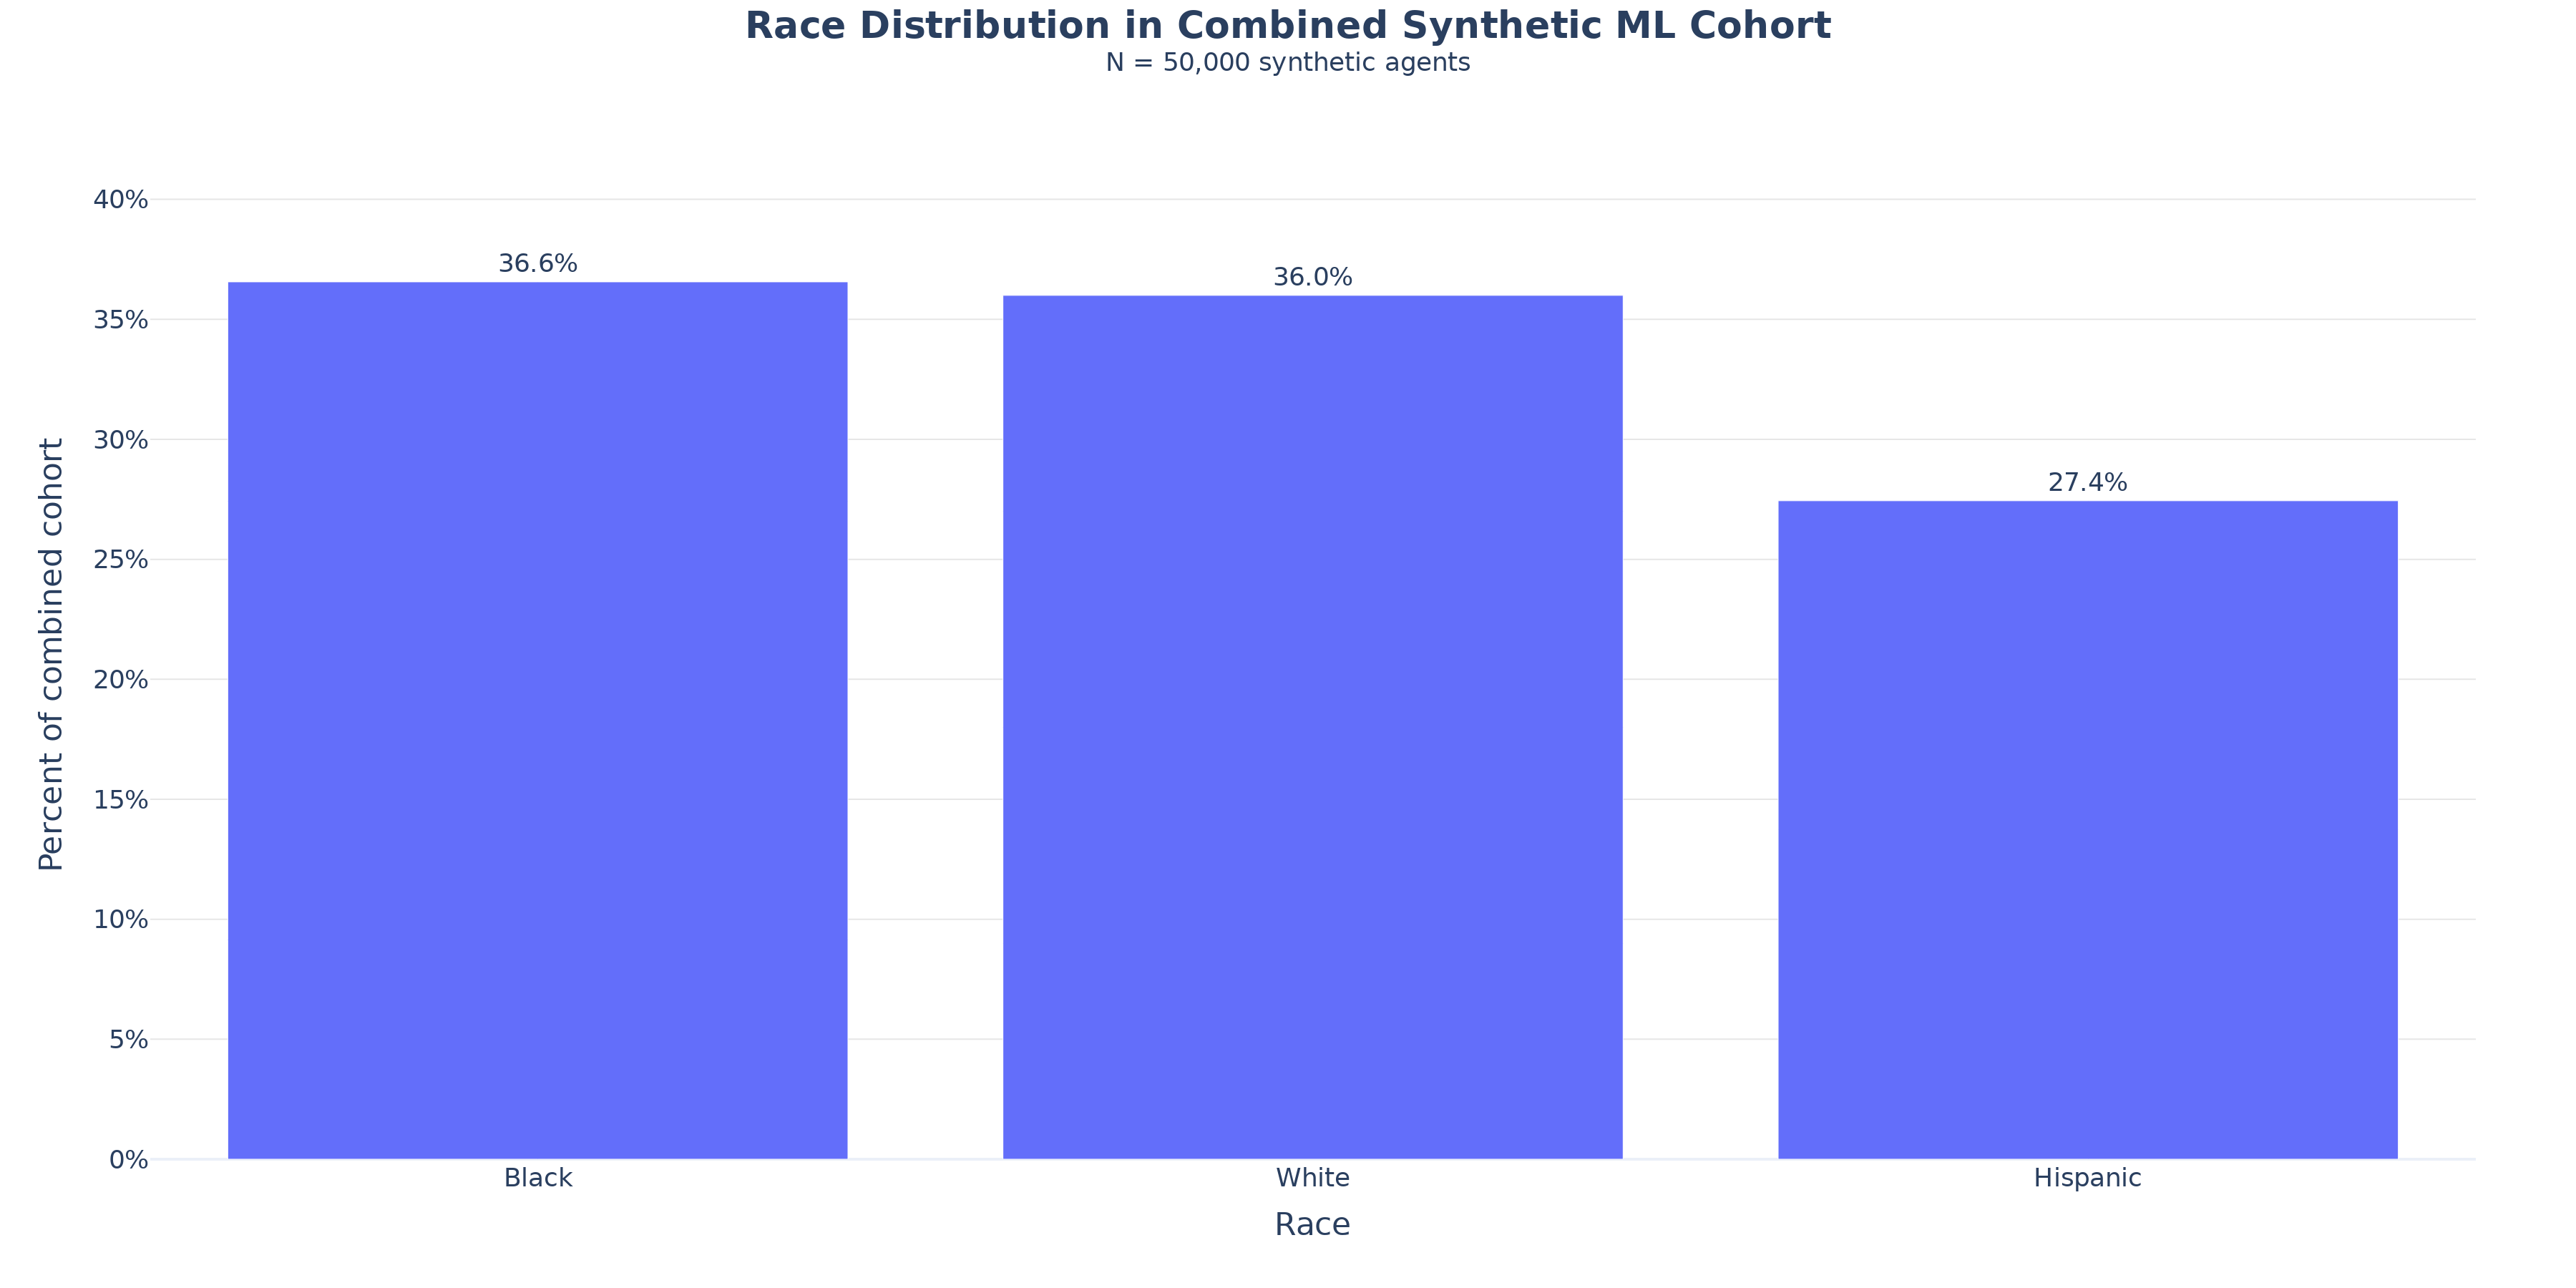 Race Distribution in Combined Synthetic ML Cohort
N = 50,000 synthetic agents
Percent of combined cohort
40%
35%
30%
25%
20%
15%
10%
5%
0%
36.6%
36.0%
27.4%
Black
White
Hispanic
Race